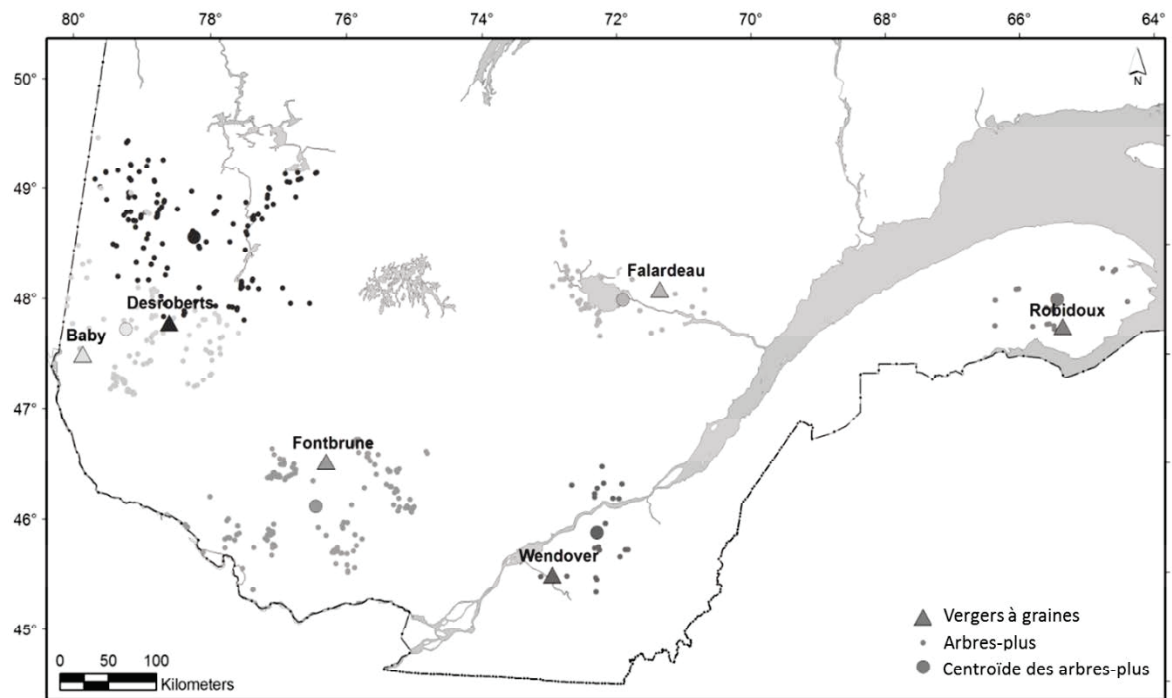 80° 78° 76° 74° 72° 70° 68° 66° 64°
50°
49°
48°
47°
46°
45°
N
Falardeau
Desroberts
Robidoux
Baby
Fontbrune
Wendover
Vergers à graines
Arbres-plus
Centroïde des arbres-plus
0 50 100
Kilometers